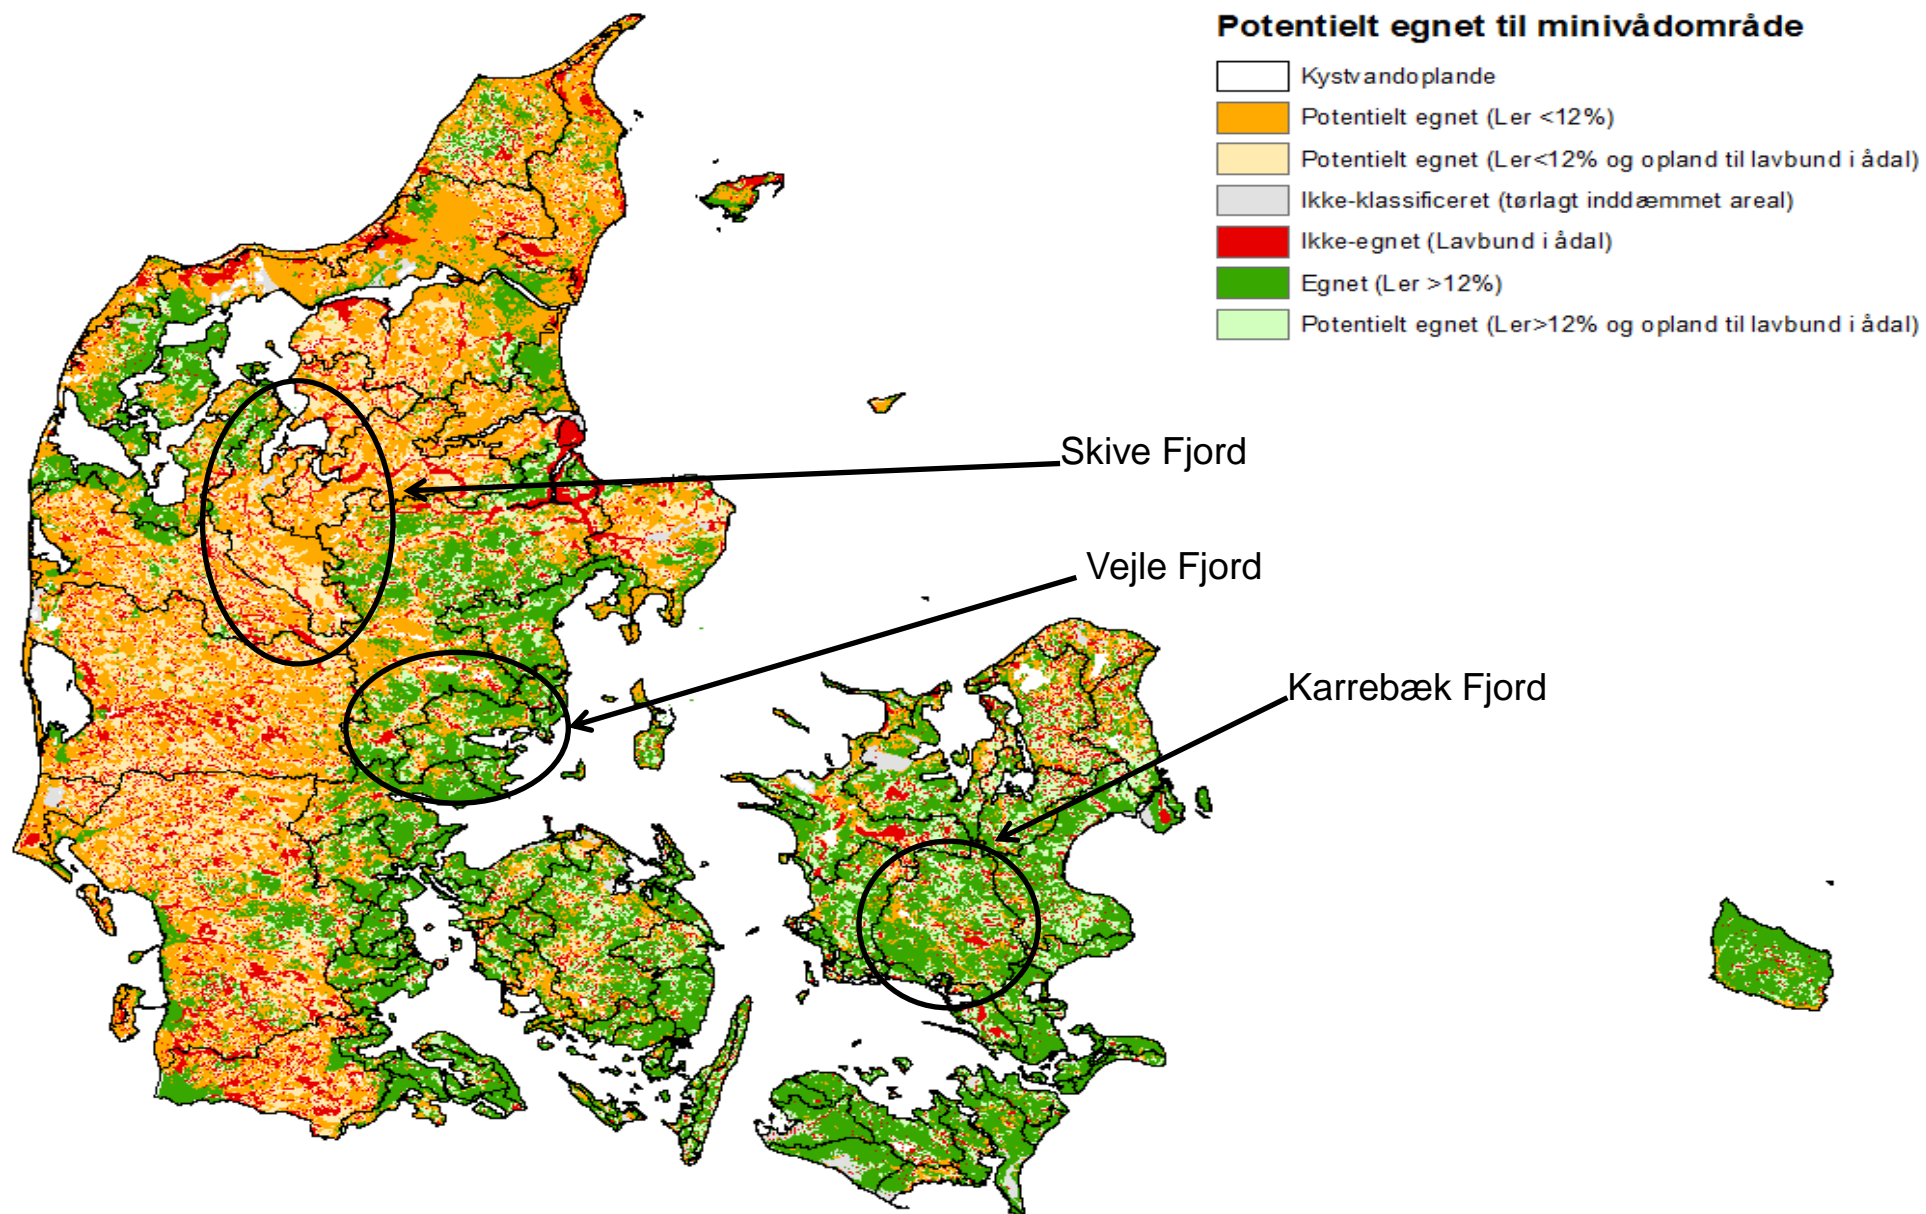 Potentielt egnet til minivådområde
Kystvandoplande
Potentielt egnet (Ler <12%)
Potentielt egnet (Ler<12% og opland til lavbund i ådal)
Ikke-klassificeret (tørlagt inddæmmet areal)
Ikke-egnet (Lavbund i ådal)
Egnet (Ler >12%)
Potentielt egnet (Ler>12% og opland til lavbund i ådal)
Skive Fjord
Vejle Fjord
Karrebæk Fjord